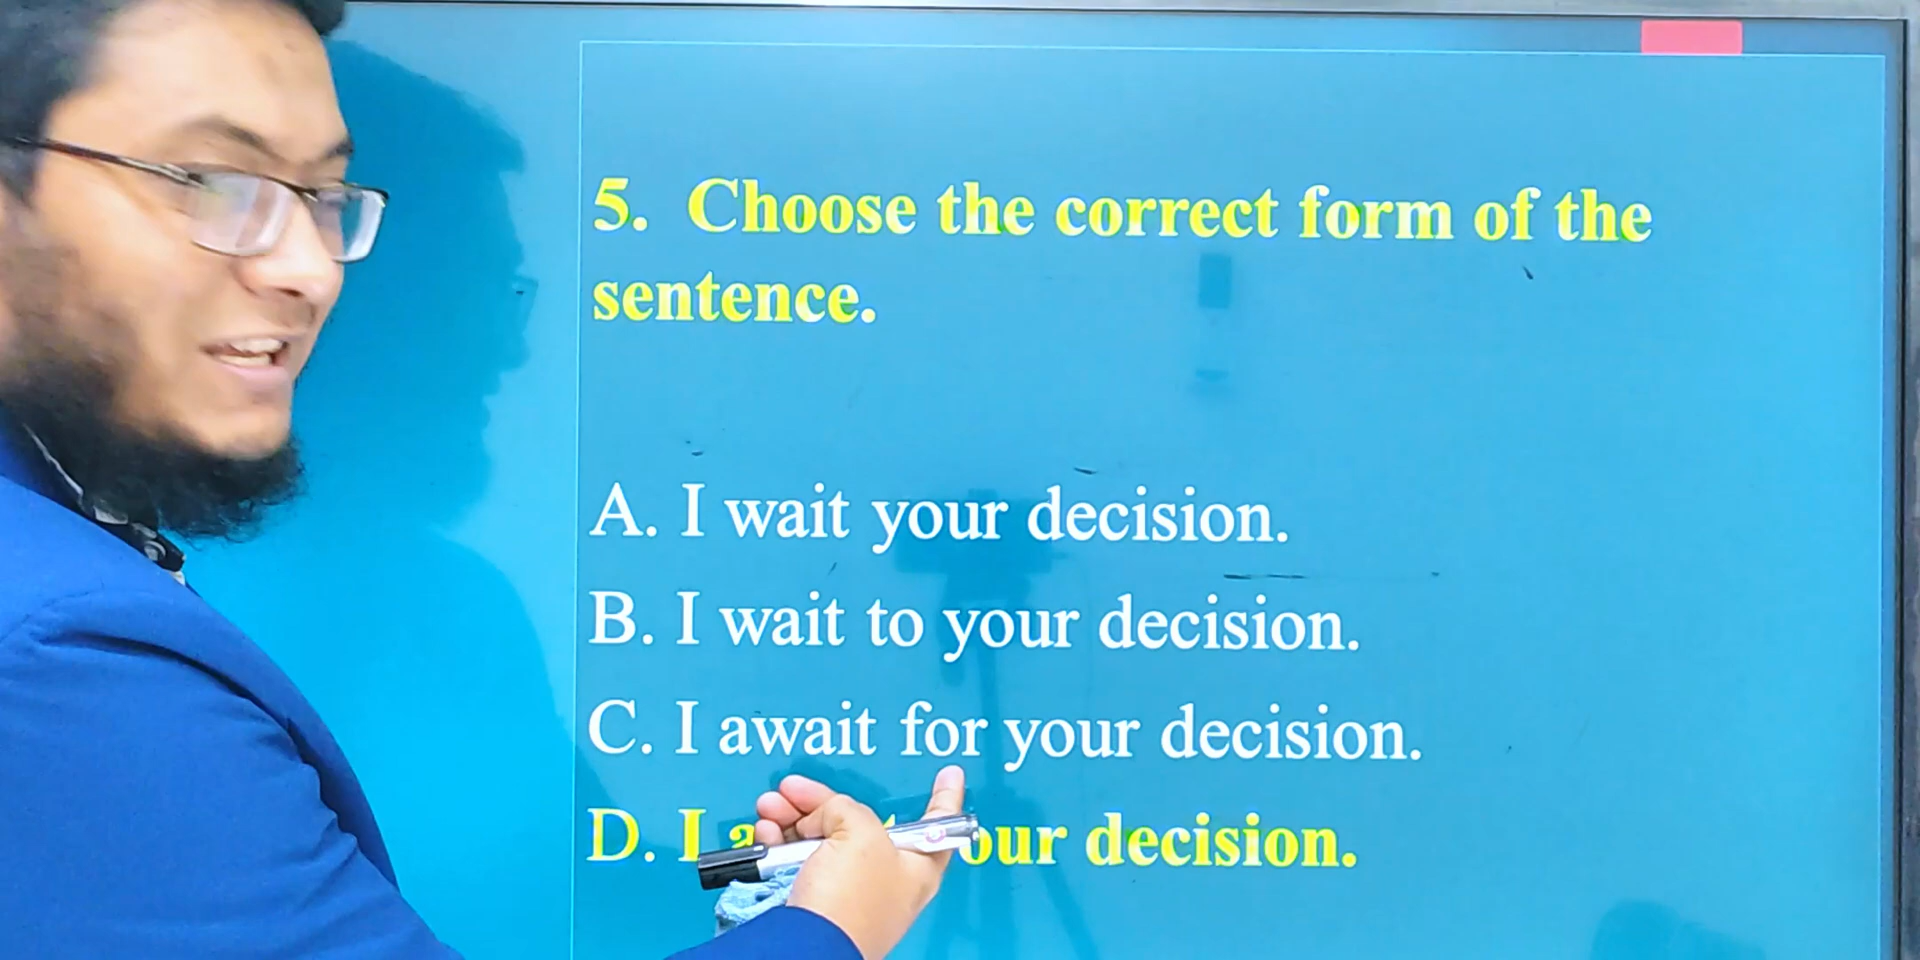 5. Choose the correct form of the
sentence.
A. I wait your decision.
B. I wait to your decision.
C. I await for your decision.
D. I decision.